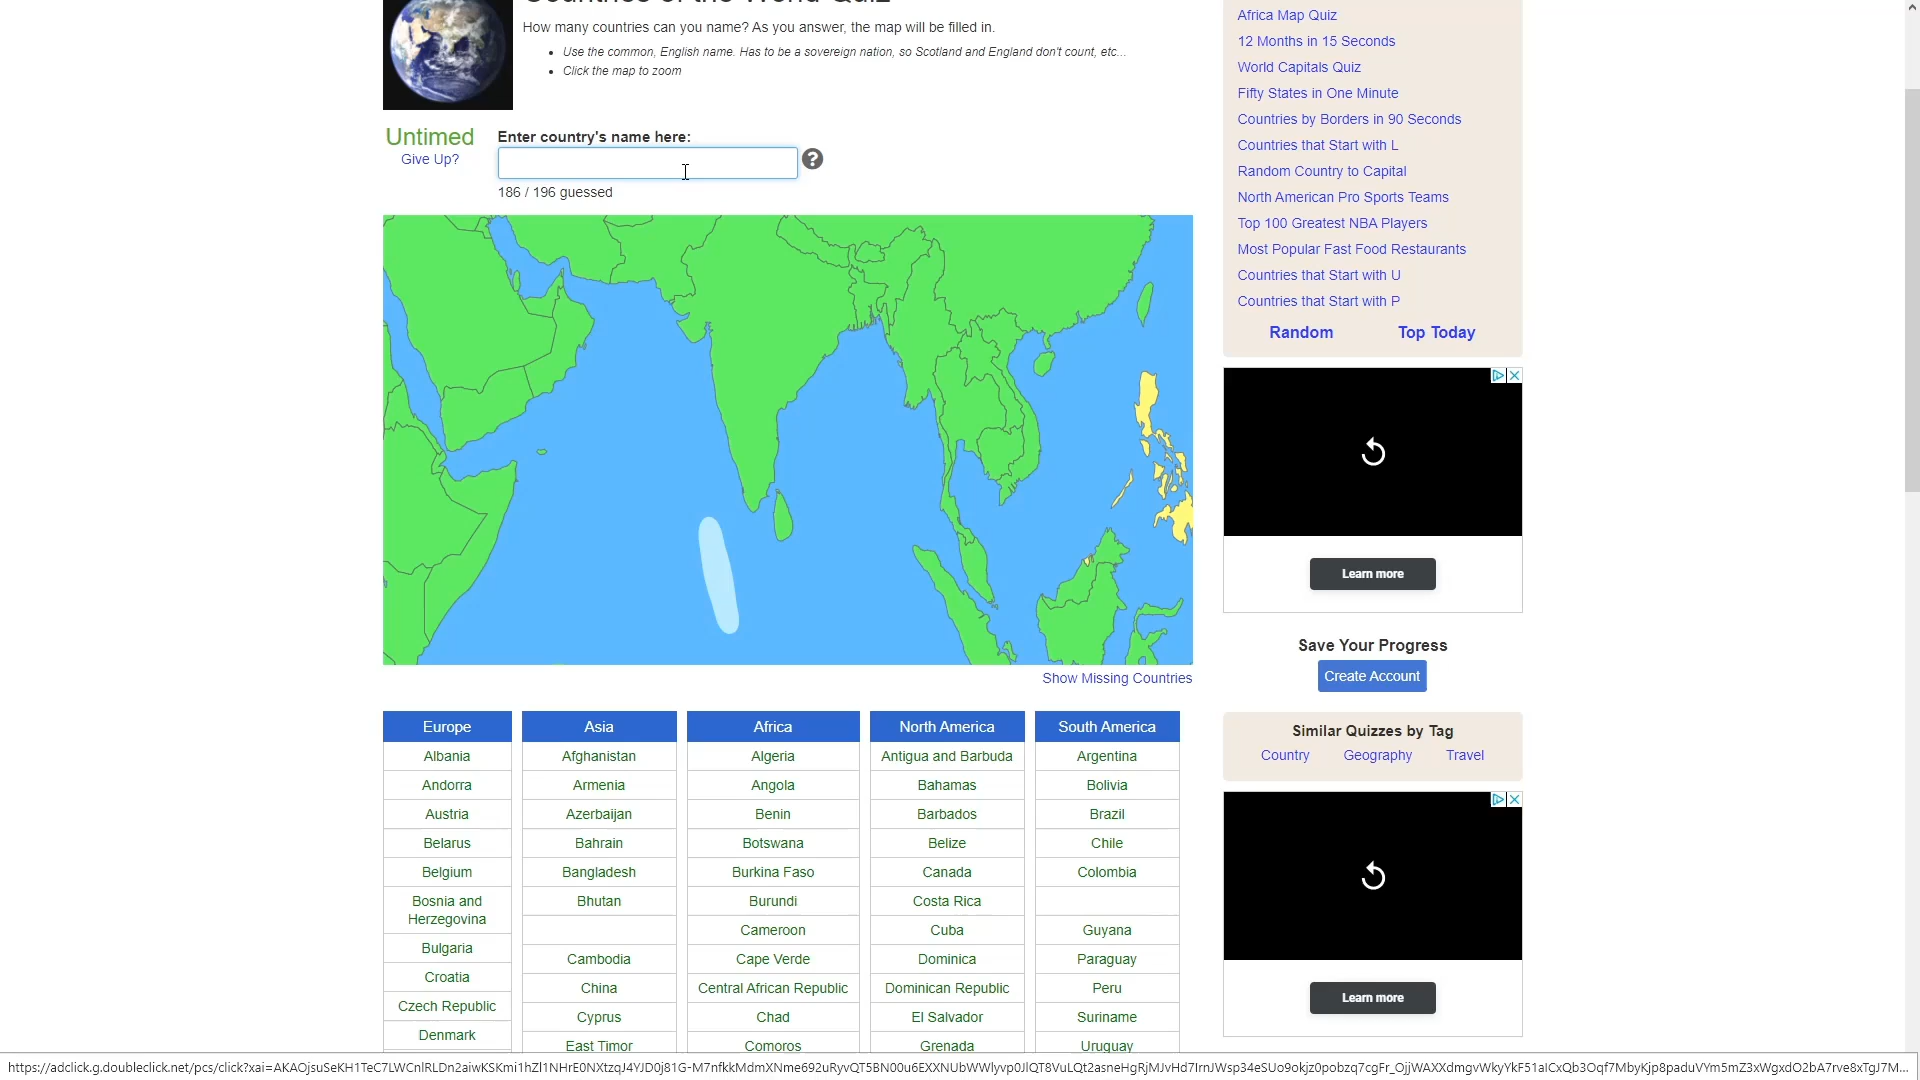 Countries of the World Quiz
How many countries can you name? As you answer, the map will be filled in.
• Use the common, English name. Has to be a sovereign nation, so Scotland and England don't count, etc...
• Click the map to zoom
Untimed
Give Up?
Enter country's name here:
?
186 / 196 guessed
Show Missing Countries
Europe
Albania
Andorra
Austria
Belarus
Belgium
Bosnia and
Herzegovina
Bulgaria
Croatia
Czech Republic
Denmark
Asia
Afghanistan
Armenia
Azerbaijan
Bahrain
Bangladesh
Bhutan
Cambodia
China
Cyprus
East Timor
Africa
Algeria
Angola
Benin
Botswana
Burkina Faso
Burundi
Cameroon
Cape Verde
Central African Republic
Chad
Comoros
North America
Antigua and Barbuda
Bahamas
Barbados
Belize
Canada
Costa Rica
Cuba
Dominica
Dominican Republic
El Salvador
Grenada
South America
Argentina
Bolivia
Brazil
Chile
Colombia
Guyana
Paraguay
Peru
Suriname
Uruguay
Africa Map Quiz
12 Months in 15 Seconds
World Capitals Quiz
Fifty States in One Minute
Countries by Borders in 90 Seconds
Countries that Start with L
Random Country to Capital
North American Pro Sports Teams
Top 100 Greatest NBA Players
Most Popular Fast Food Restaurants
Countries that Start with U
Countries that Start with P
Random Top Today
Learn more
Save Your Progress
Create Account
Similar Quizzes by Tag
Country Geography Travel
Learn more